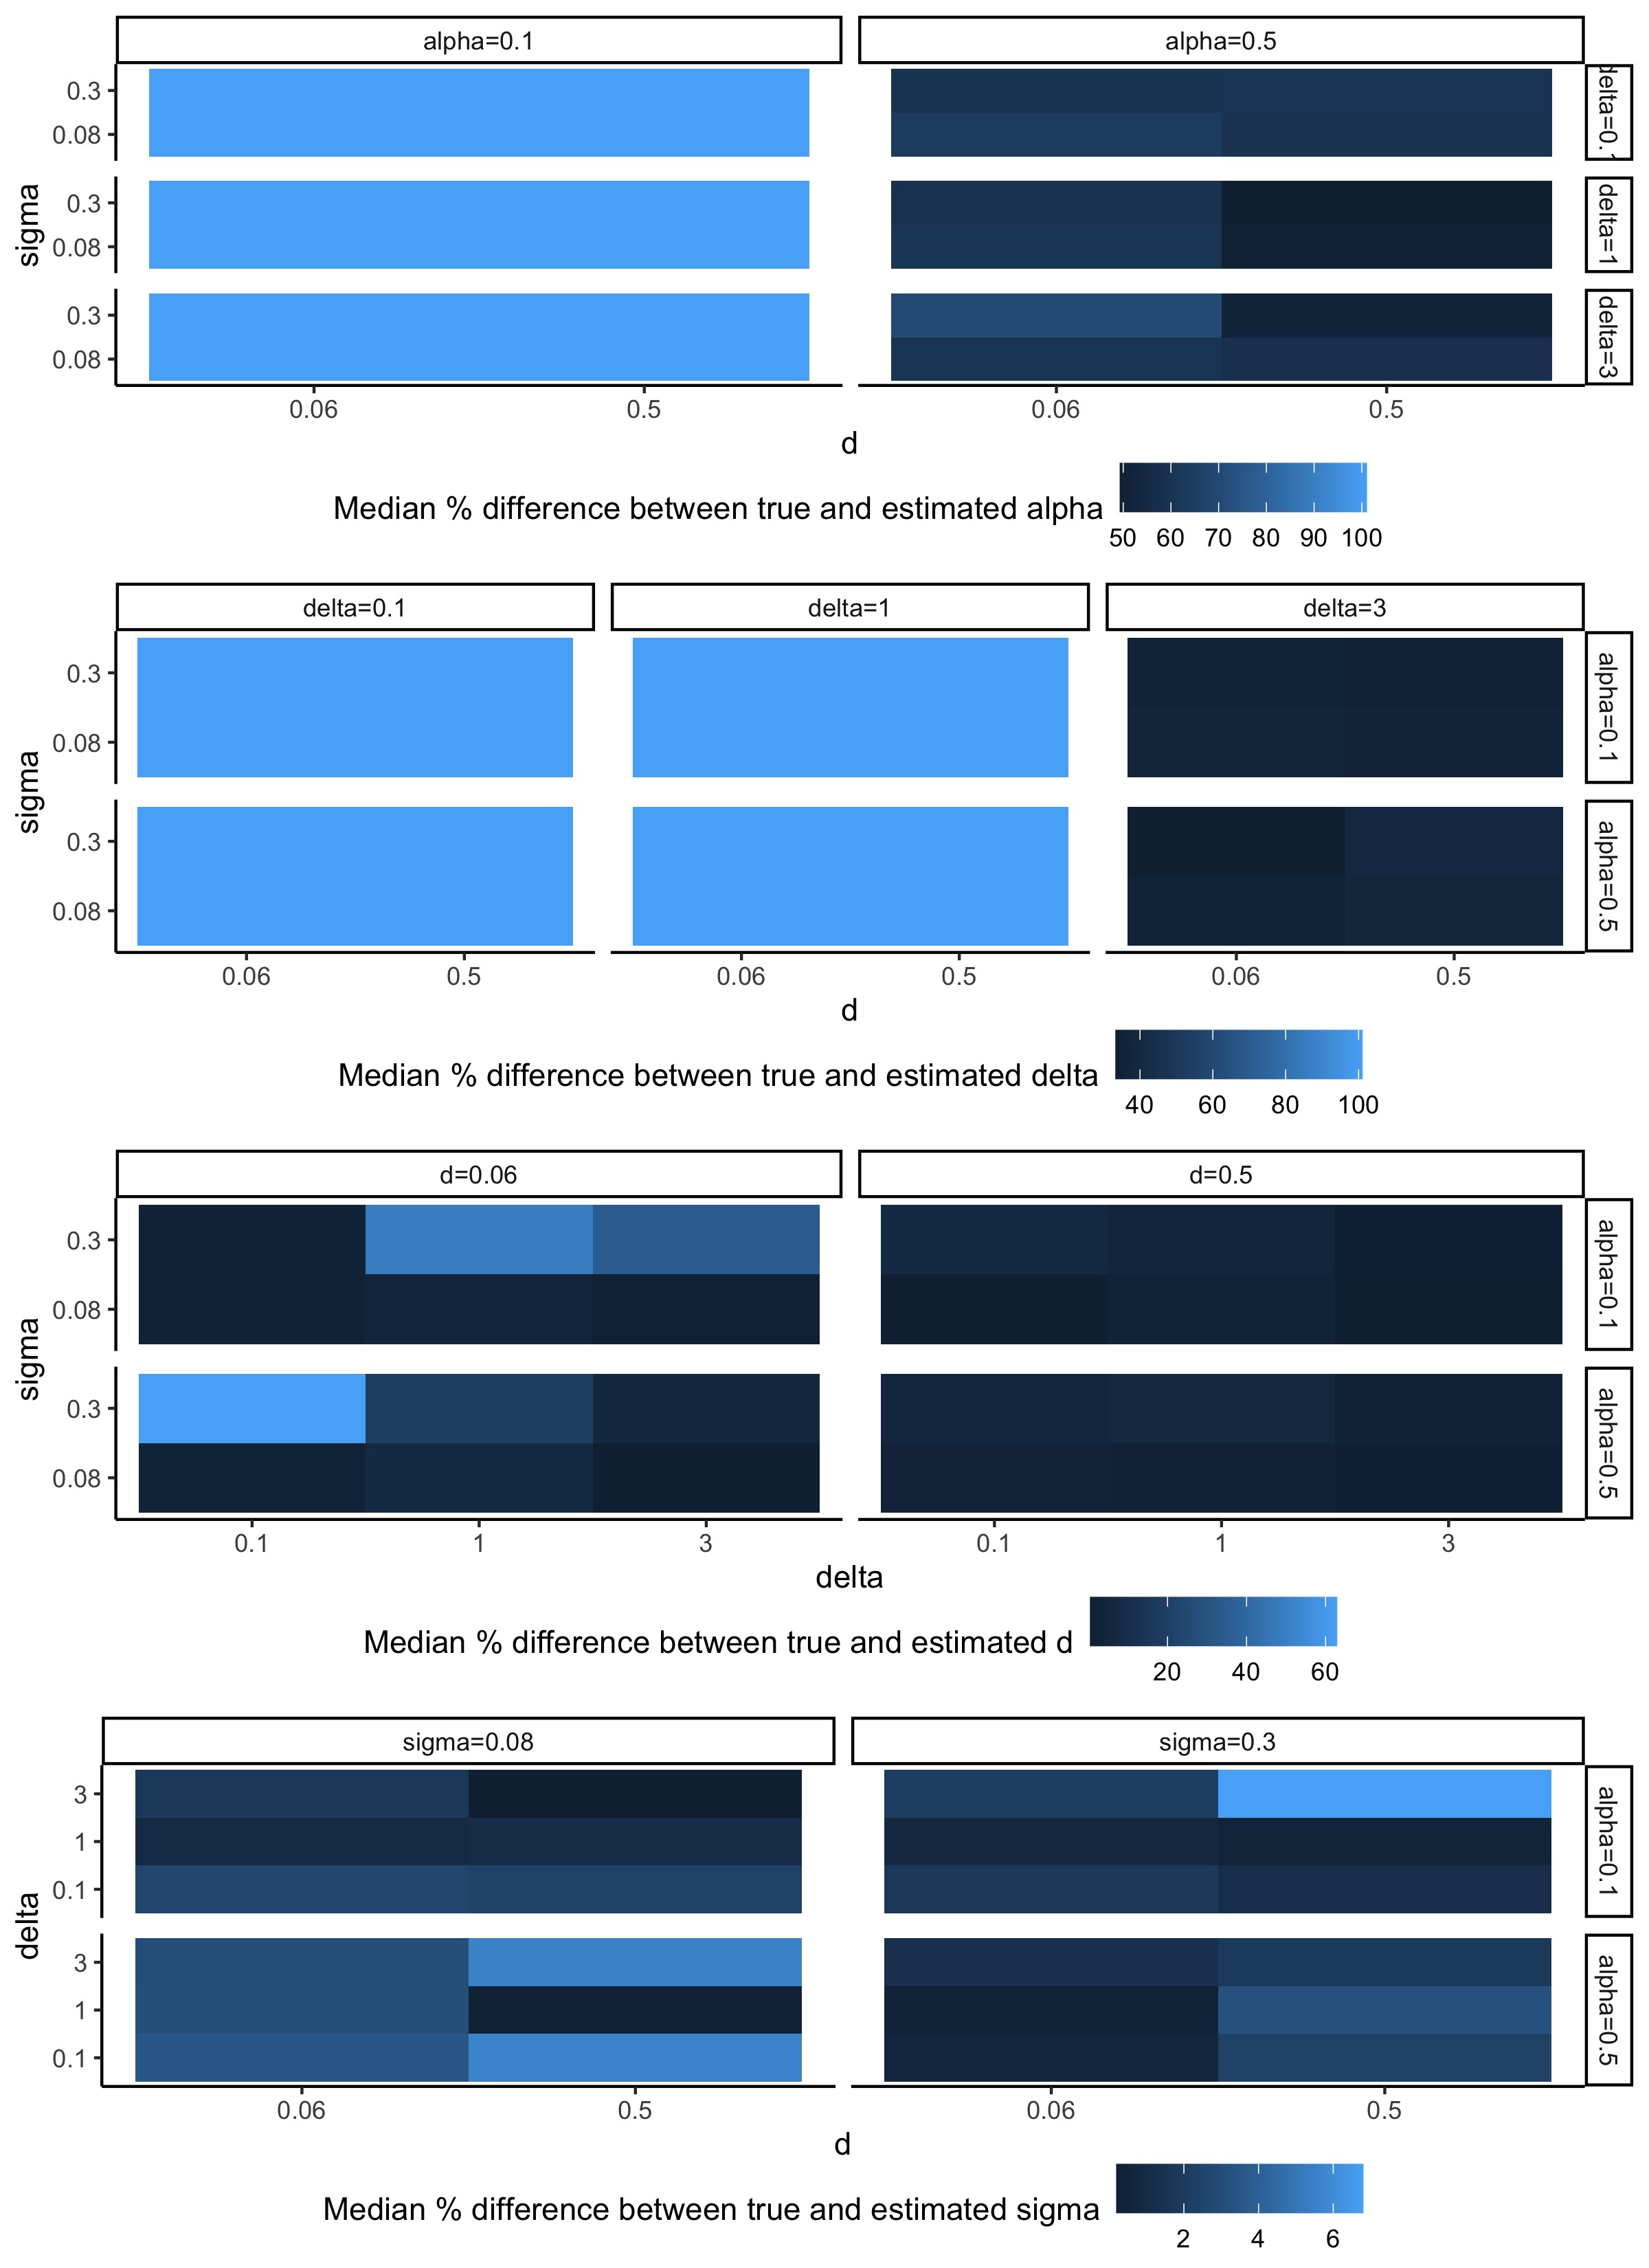 alpha=0.1 alpha=0.5
sigma
0.3
0.08
delta=0.1
0.3
0.08
delta=1
0.3
0.08
delta=3
0.06 0.5 0.06 0.5
d
Median % difference between true and estimated alpha
50 60 70 80 90 100
delta=0.1 delta=1 delta=3
sigma
0.3
0.08
alpha=0.1
0.3
0.08
alpha=0.5
0.06 0.5 0.06 0.5 0.06 0.5
d
Median % difference between true and estimated delta
40 60 80 100
d=0.06 d=0.5
sigma
0.3
0.08
alpha=0.1
0.3
0.08
alpha=0.5
0.1 1 3 0.1 1 3
delta
Median % difference between true and estimated d
20 40 60
sigma=0.08 sigma=0.3
delta
3
1
0.1
alpha=0.1
3
1
0.1
alpha=0.5
0.06 0.5 0.06 0.5
d
Median % difference between true and estimated sigma
2 4 6